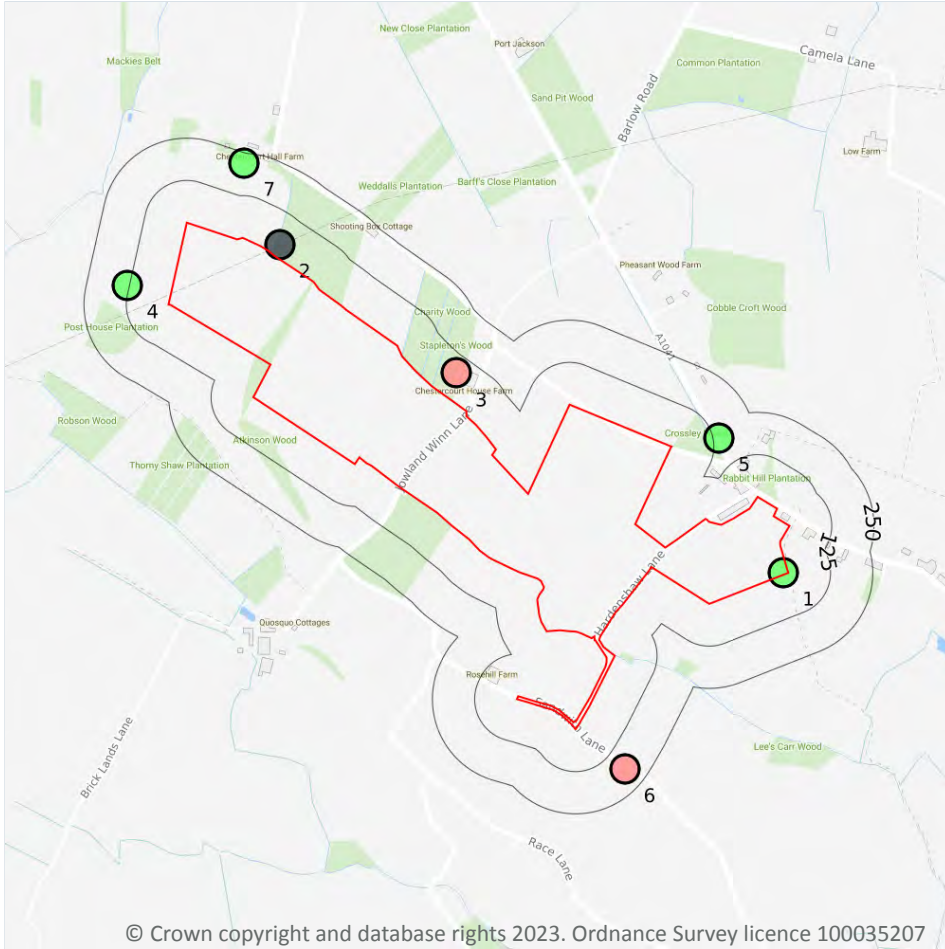 New Close Plantation
Port Jackson
Camela Lane
Mackies Belt
Common Plantation
Sand Pit Wood
Barlow Road
Low Farm
7
Weddalls Plantation
Barff's Close Plantation
Shooting Box Cottage
2
Pheasant Wood Farm
4
Post House Plantation
Charity Wood
Cobble Croft Wood
Stapleton's Wood
A1041
Chestercourt House Farm
3
Robson Wood
Rowland Winn Lane
Crossley
Atkinson Wood
5
Thorny Shaw Plantation
Rabbit Hill Plantation
250
125
1
Hardenshaw Lane
Quosquo Cottages
Rosehill Farm
Lane
Lee's Carr Wood
Brick Lands Lane
6
Race Lane
© Crown copyright and database rights 2023. Ordnance Survey licence 100035207